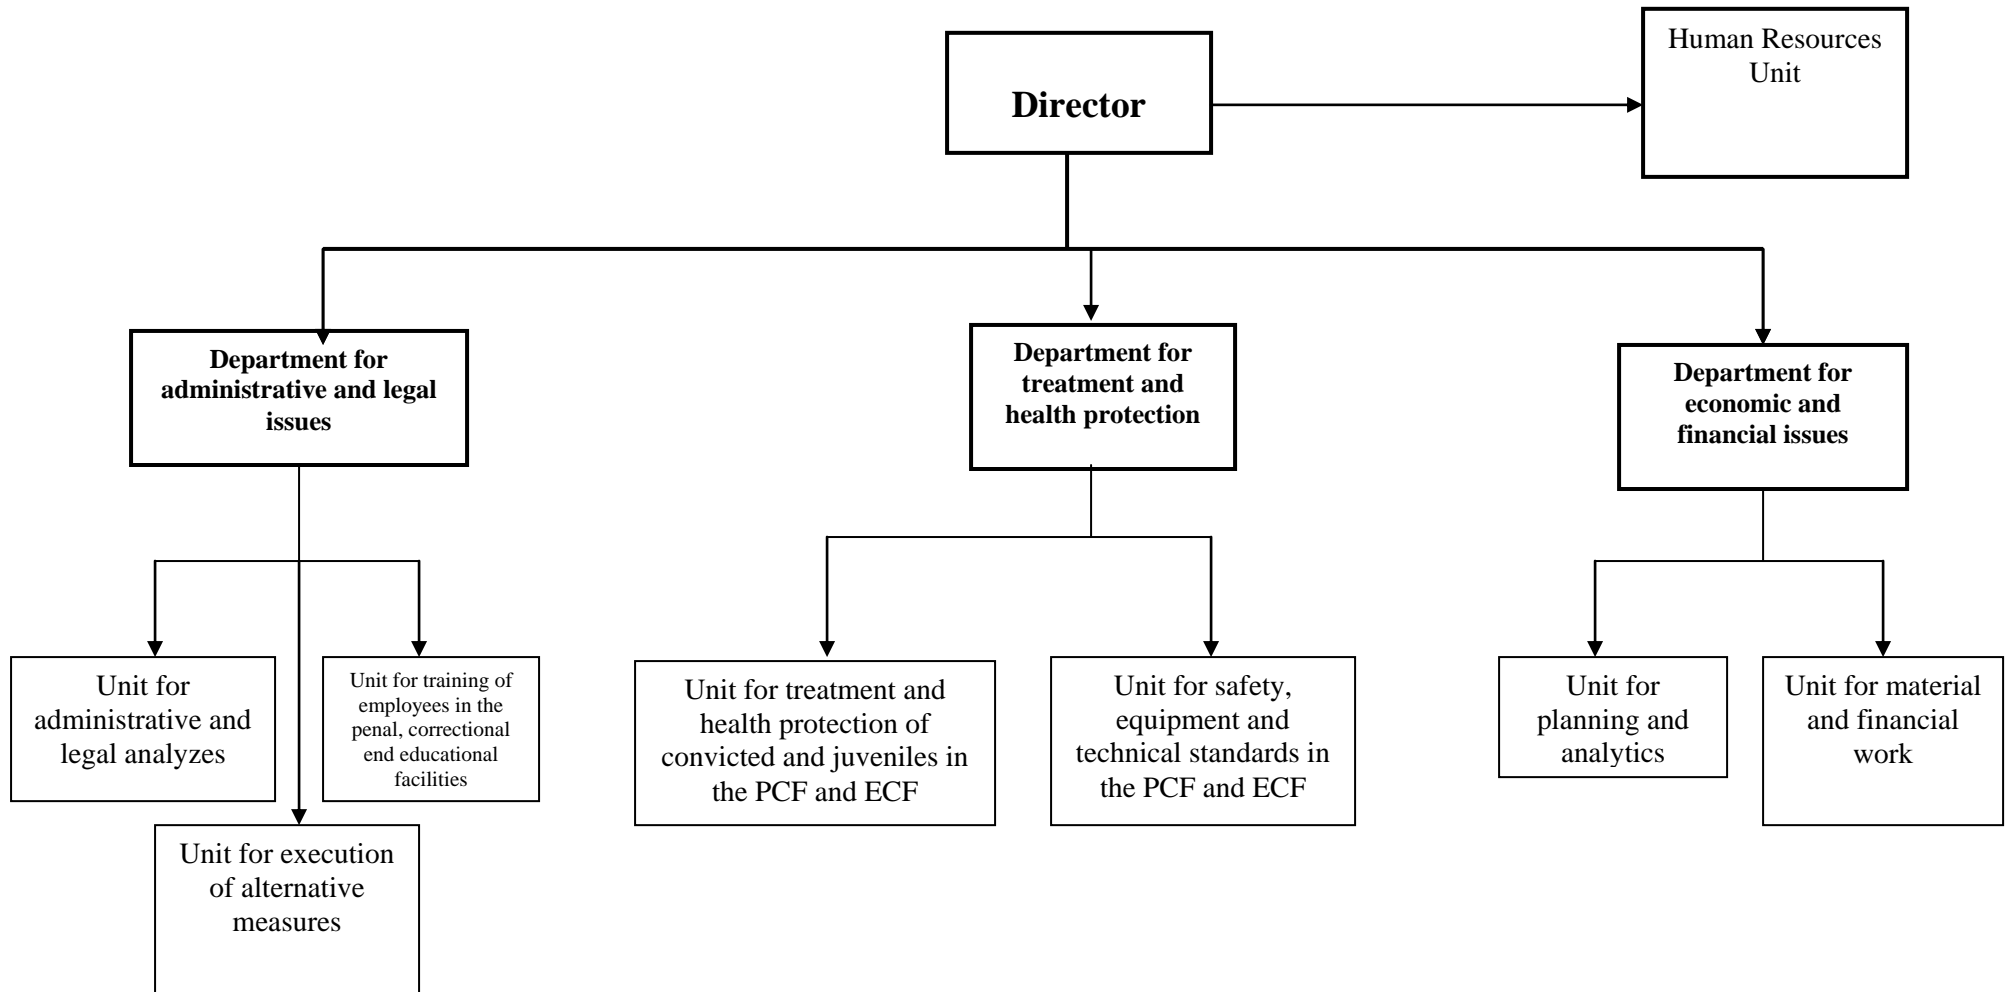 Human Resources
Unit
Director
Department for
administrative and legal
issues
Department for
treatment and
health protection
Department for
economic and
financial issues
Unit for
administrative and
legal analyzes
Unit for training of
employees in the
penal, correctional
end educational
facilities
Unit for treatment and
health protection of
convicted and juveniles in
the PCF and ECF
Unit for safety,
equipment and
technical standards in
the PCF and ECF
Unit for
planning and
analytics
Unit for material
and financial
work
Unit for execution
of alternative
measures